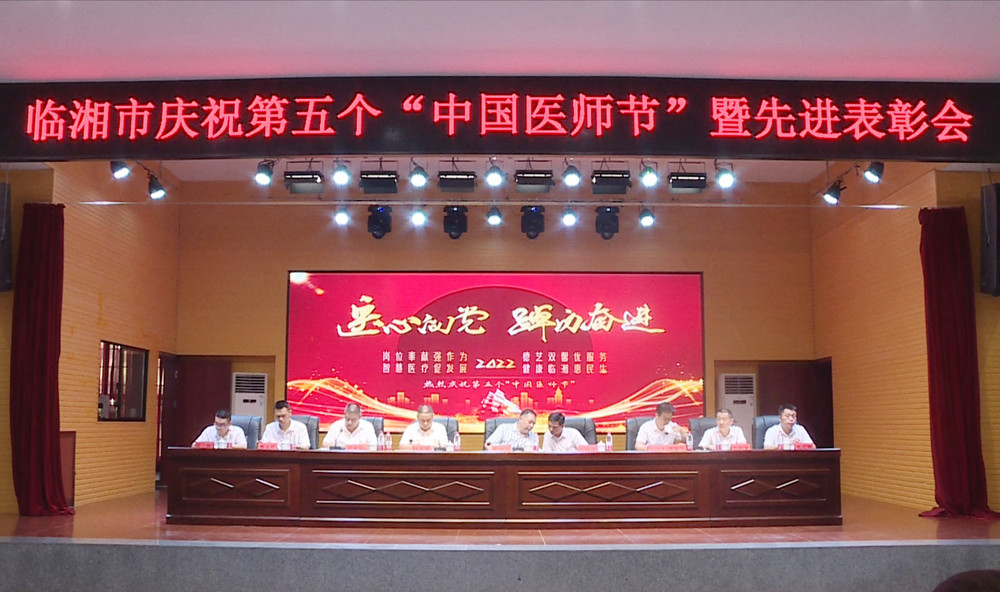 临湘市庆祝第五个“中国医师节”暨先进表彰会
匠心向党 踔厉奋进
岗位奉献强作为 德艺双馨优服务
智慧医疗促发展 2022 健康临湘惠民生
热烈庆祝第五个“中国医师节”